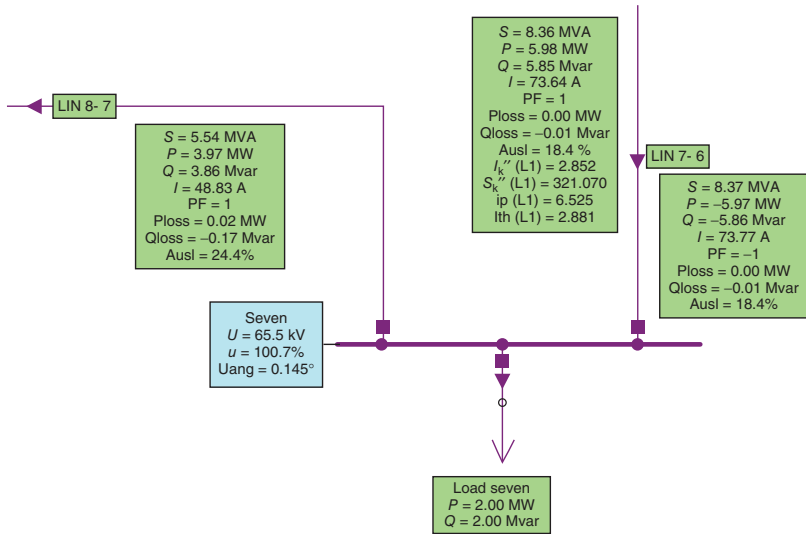 LIN 8- 7
S = 5.54 MVA
P = 3.97 MW
Q = 3.86 Mvar
I = 48.83 A
PF = 1
Ploss = 0.02 MW
Qloss = −0.17 Mvar
Ausl = 24.4%
S = 8.36 MVA
P = 5.98 MW
Q = 5.85 Mvar
I = 73.64 A
PF = 1
Ploss = 0.00 MW
Qloss = −0.01 Mvar
Ausl = 18.4 %
Ik″ (L1) = 2.852
Sk″ (L1) = 321.070
ip (L1) = 6.525
Ith (L1) = 2.881
LIN 7- 6
S = 8.37 MVA
P = −5.97 MW
Q = −5.86 Mvar
I = 73.77 A
PF = −1
Ploss = 0.00 MW
Qloss = −0.01 Mvar
Ausl = 18.4%
Seven
U = 65.5 kV
u = 100.7%
Uang = 0.145°
Load seven
P = 2.00 MW
Q = 2.00 Mvar